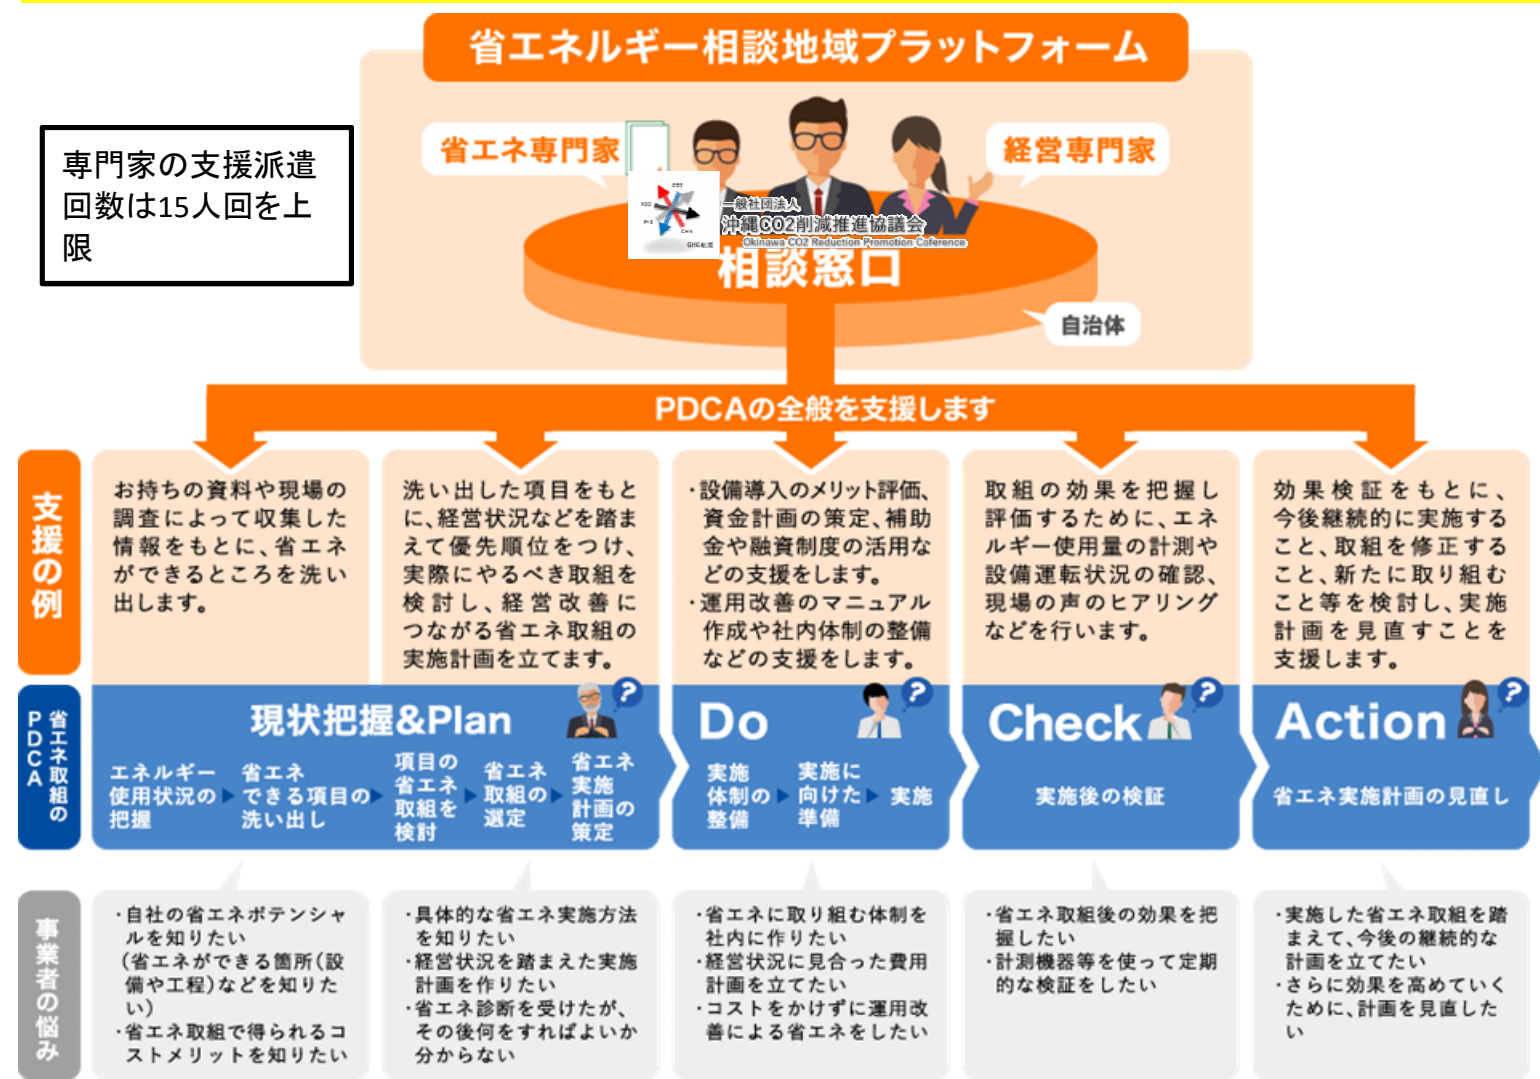 省エネルギー相談地域プラットフォーム
専門家の支援派遣
回数は15人回を上
限
省エネ専門家
経営専門家
一般社団法人
沖縄CO2削減推進協議会
Okinawa CO2 Reduction Promotion Coference
GHG削減
相談窓口
自治体
PDCAの全般を支援します
支援の例
お持ちの資料や現場の
調査によって収集した
情報をもとに、省エネ
ができるところを洗い
出します。
洗い出した項目をもと
に、経営状況などを踏ま
えて優先順位をつけ、
実際にやるべき取組を
検討し、経営改善に
つながる省エネ取組の
実施計画を立てます。
・設備導入のメリット評価、
資金計画の策定、補助
金や融資制度の活用な
どの支援をします。
・運用改善のマニュアル
作成や社内体制の整備
などの支援をします。
取組の効果を把握し
評価するために、エネ
ルギー使用量の計測や
設備運転状況の確認、
現場の声のヒアリング
などを行います。
効果検証をもとに、
今後継続的に実施する
こと、取組を修正する
こと、新たに取り組む
こと等を検討し、実施
計画を見直すことを
支援します。
省エネ取組の
PDCA
現状把握&Plan
?
エネルギー
使用状況の
把握
省エネ
できる項目の
洗い出し
項目の
省エネ
取組を
検討
省エネ
取組の
選定
省エネ
実施
計画の
策定
Do
?
実施
体制の
整備
実施に
向けた
準備
実施
Check
?
実施後の検証
Action
?
省エネ実施計画の見直し
事業者の悩み
・自社の省エネポテンシャ
ルを知りたい
(省エネができる箇所(設
備や工程)などを知りた
い)
・省エネ取組で得られるコ
ストメリットを知りたい
・具体的な省エネ実施方法
を知りたい
・経営状況を踏まえた実施
計画を作りたい
・省エネ診断を受けたが、
その後何をすればよいか
分からない
・省エネに取り組む体制を
社内に作りたい
・経営状況に見合った費用
計画を立てたい
・コストをかけずに運用改
善による省エネをしたい
・省エネ取組後の効果を把
握したい
・計測機器等を使って定期
的な検証をしたい
・実施した省エネ取組を踏
まえて、今後の継続的な
計画を立てたい
・さらに効果を高めていく
ために、計画を見直した
い